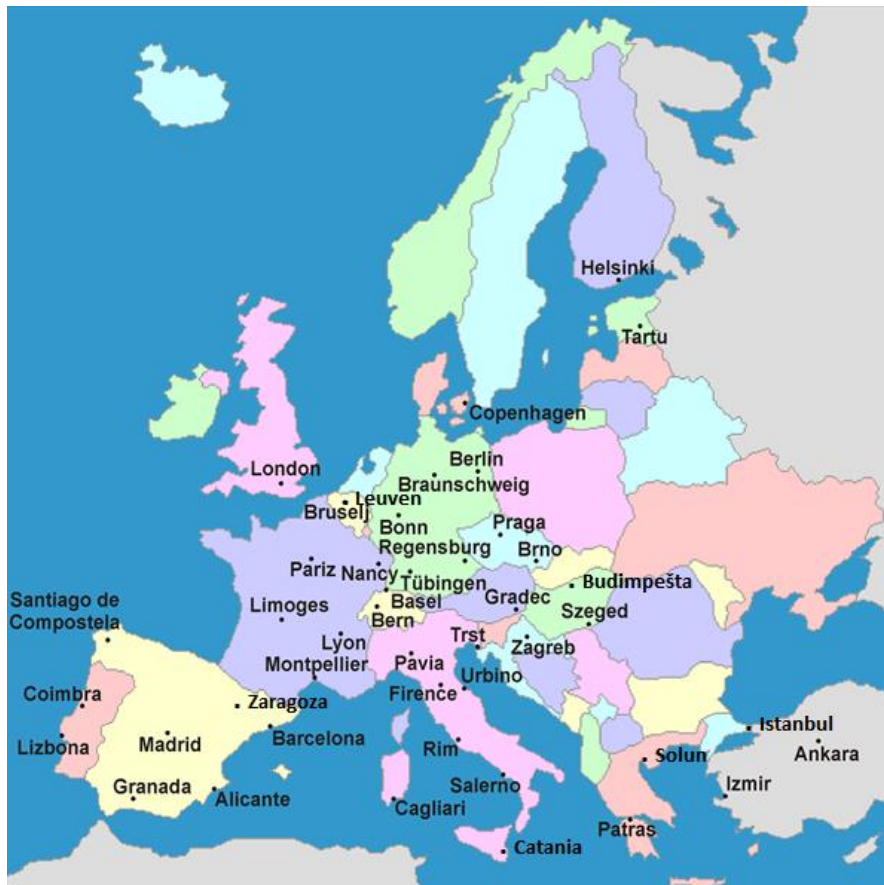 Helsinki
Tartu
Copenhagen
London
Berlin
Braunschweig
Leuven
Bruselj
Bonn
Praga
Regensburg
Brno
Pariz
Nancy
Tübingen
Budimpešta
Basel
Gradec
Santiago de
Compostela
Limoges
Bern
Szeged
Lyon
Trst
Zagreb
Montpellier
Pavia
Urbino
Coimbra
Zaragoza
Firence
Istanbul
Lizbona
Madrid
Barcelona
Rim
Solun
Ankara
Granada
Alicante
Cagliari
Salerno
Izmir
Patras
Catania